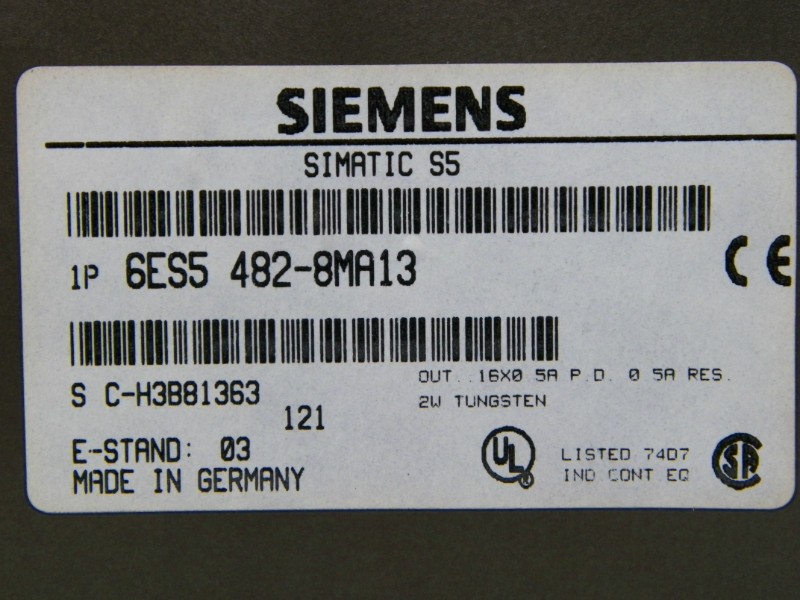 SIEMENS
SIMATIC S5
1P 6ES5 482-8MA13
CE
S C-H3B81363
121
OUT..16X0 5A P.D. 0 5A RES.
2W TUNGSTEN
E-STAND: 03
MADE IN GERMANY
UL
®
LISTED 74D7
IND CONT EQ
SA